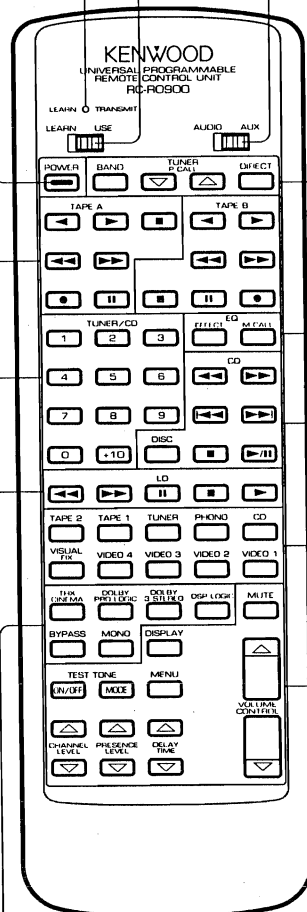 KENWOOD
UNIVERSAL PROGRAMMABLE
REMOTE CONTROL UNIT
RC-R0900
LEARN TRANSMIT
LEARN USE AUDIO AUX
POWER BAND TUNER P.CALL DIRECT
TAPE A TAPE B
TUNER/CD EQ
1 2 3 EFFECT M.CALL
CD
4 5 6
7 8 9
DISC
0 +10
LD
TAPE 2 TAPE 1 TUNER PHONO CD
VISUAL FIX VIDEO 4 VIDEO 3 VIDEO 2 VIDEO 1
THX CINEMA DOLBY PRO LOGIC DOLBY 3 STEREO DSP LOGIC MUTE
BYPASS MONO DISPLAY
TEST TONE MENU
ON/OFF MODE
VOLUME CONTROL
CHANNEL LEVEL PRESENCE LEVEL DELAY TIME